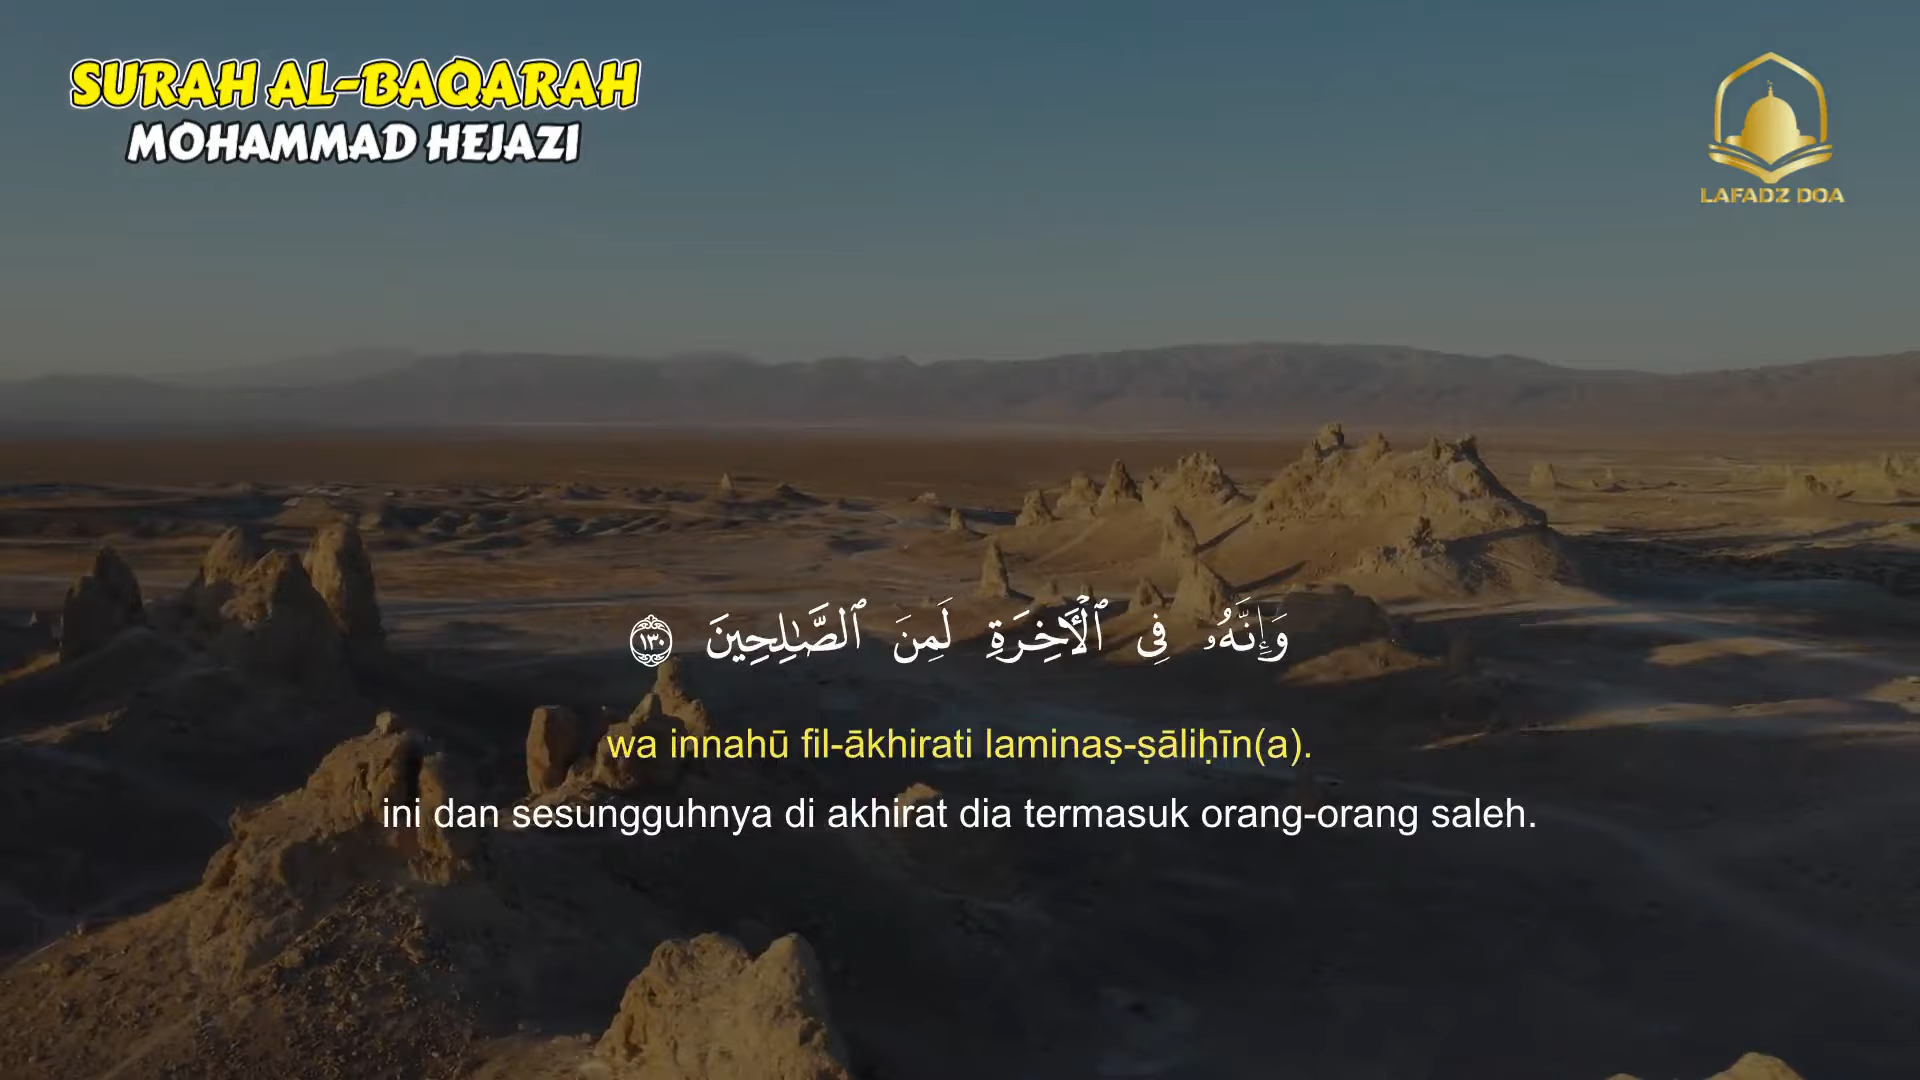 SURAH AL-BAQARAH
MOHAMMAD HEJAZI
LAFADZ DOA
وَإِنَّهُۥ فِى ٱلْـَٔاخِرَةِ لَمِنَ ٱلصَّـٰلِحِينَ ١٣٠
wa innahū fil-ākhirati laminaṣ-ṣāliḥīn(a).
ini dan sesungguhnya di akhirat dia termasuk orang-orang saleh.